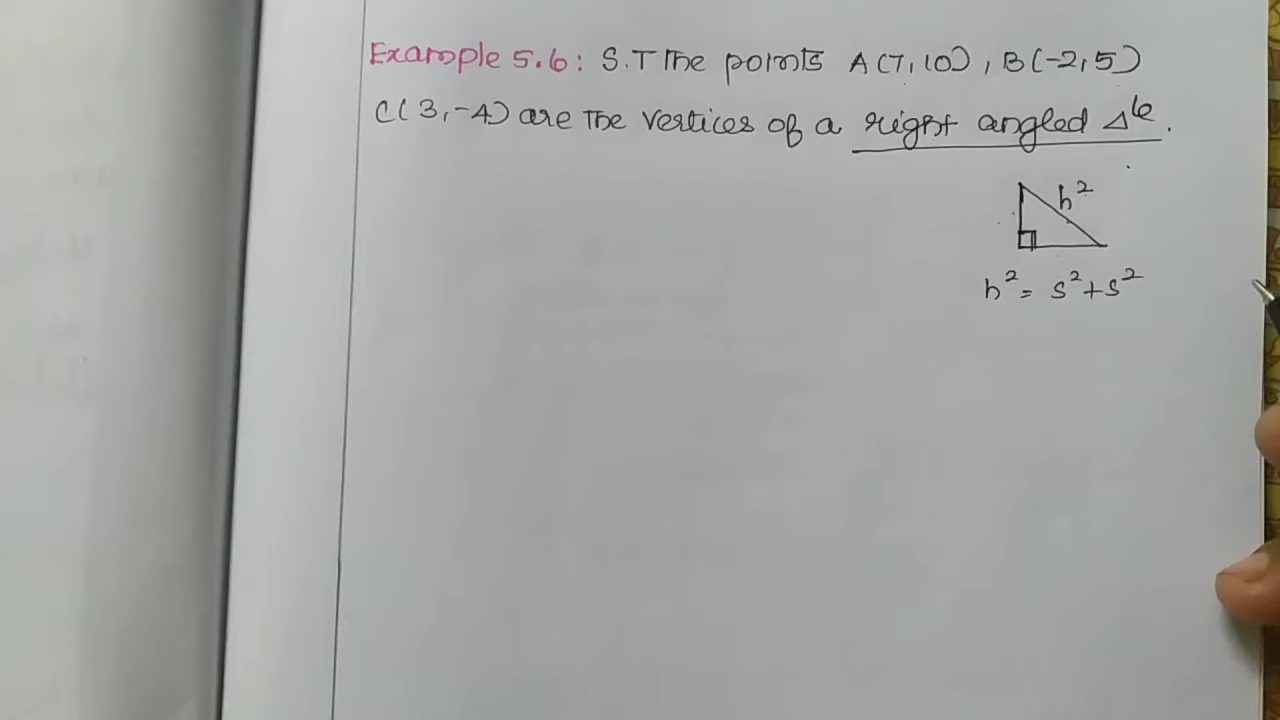 Example 5.6: S.T The points A(7,10), B(-2,5)
C(3,-4) are The vertices of a right angled Δle.
h²
h² = s²+s²